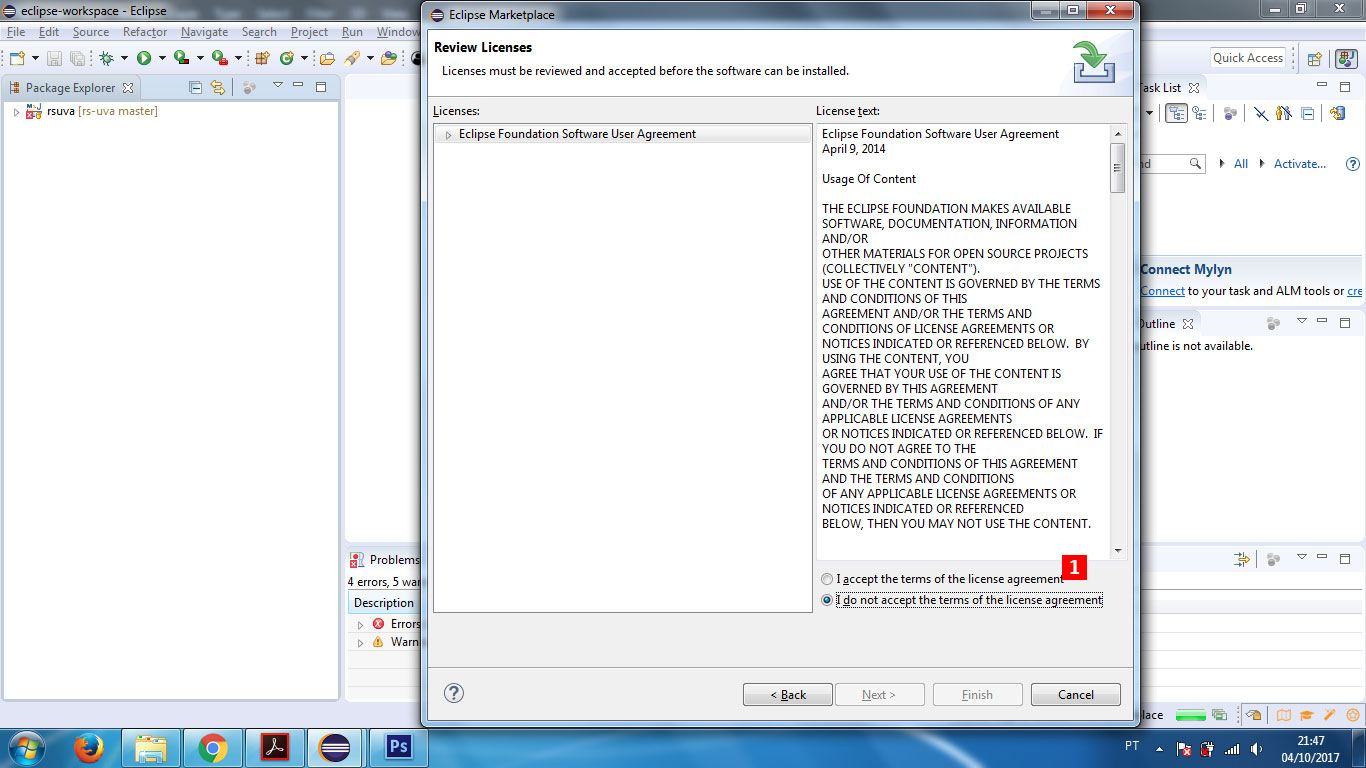 eclipse-workspace - Eclipse
File Edit Source Refactor Navigate Search Project Run Window
Quick Access
Package Explorer
rsuva [rs-uva master]
Eclipse Marketplace
Review Licenses
Licenses must be reviewed and accepted before the software can be installed.
Licenses:
Eclipse Foundation Software User Agreement
License text:
Eclipse Foundation Software User Agreement
April 9, 2014
Usage Of Content
THE ECLIPSE FOUNDATION MAKES AVAILABLE
SOFTWARE, DOCUMENTATION, INFORMATION
AND/OR
OTHER MATERIALS FOR OPEN SOURCE PROJECTS
(COLLECTIVELY "CONTENT").
USE OF THE CONTENT IS GOVERNED BY THE TERMS
AND CONDITIONS OF THIS
AGREEMENT AND/OR THE TERMS AND
CONDITIONS OF LICENSE AGREEMENTS OR
NOTICES INDICATED OR REFERENCED BELOW. BY
USING THE CONTENT, YOU
AGREE THAT YOUR USE OF THE CONTENT IS
GOVERNED BY THIS AGREEMENT
AND/OR THE TERMS AND CONDITIONS OF ANY
APPLICABLE LICENSE AGREEMENTS
OR NOTICES INDICATED OR REFERENCED BELOW. IF
YOU DO NOT AGREE TO THE
TERMS AND CONDITIONS OF THIS AGREEMENT
AND THE TERMS AND CONDITIONS
OF ANY APPLICABLE LICENSE AGREEMENTS OR
NOTICES INDICATED OR REFERENCED
BELOW, THEN YOU MAY NOT USE THE CONTENT.
1
I accept the terms of the license agreement
I do not accept the terms of the license agreement
< Back Next > Finish Cancel
ask List
nd All Activate...
Connect Mylyn
Connect to your task and ALM tools or cre
utline
utline is not available.
Problems
4 errors, 5 war
Description
Errors
Warn
lace
Ps
PT
21:47
04/10/2017